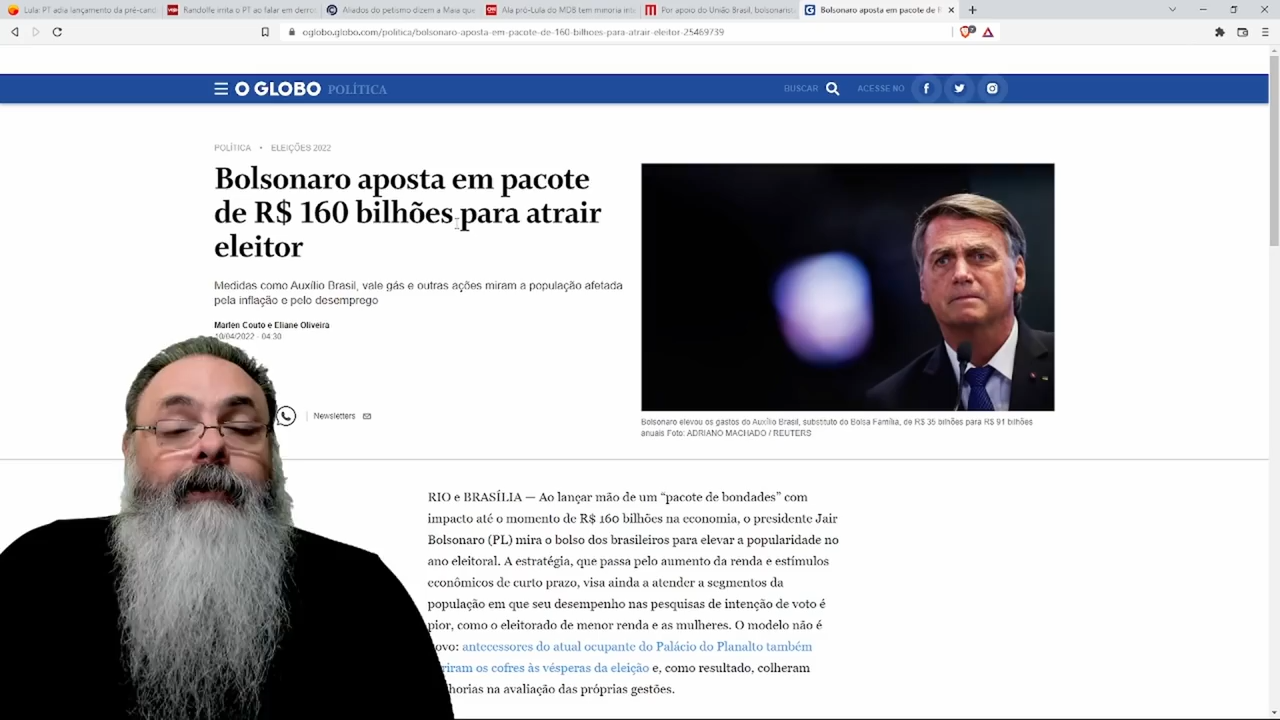 Lula: PT adia lançamento da pré-cand
Randolfe irrita o PT ao falar em derro
Aliados do petismo dizem a Maia que
Ala pró-Lula do MDB tem minoria int
Por apoio do União Brasil, bolsonarist
Bolsonaro aposta em pacote de R
oglobo.globo.com/politica/bolsonaro-aposta-em-pacote-de-160-bilhoes-para-atrair-eleitor-25469739
O GLOBO POLÍTICA
BUSCAR
ACESSE NO
POLÍTICA • ELEIÇÕES 2022
Bolsonaro aposta em pacote
de R$ 160 bilhões para atrair
eleitor
Medidas como Auxílio Brasil, vale gás e outras ações miram a população afetada
pela inflação e pelo desemprego
Marlen Couto e Eliane Oliveira
10/04/2022 - 04:30
Newsletters
Bolsonaro elevou os gastos do Auxílio Brasil, substituto do Bolsa Família, de R$ 35 bilhões para R$ 91 bilhões
anuais Foto: ADRIANO MACHADO / REUTERS
RIO e BRASÍLIA — Ao lançar mão de um “pacote de bondades” com
impacto até o momento de R$ 160 bilhões na economia, o presidente Jair
Bolsonaro (PL) mira o bolso dos brasileiros para elevar a popularidade no
ano eleitoral. A estratégia, que passa pelo aumento da renda e estímulos
econômicos de curto prazo, visa ainda a atender a segmentos da
população em que seu desempenho nas pesquisas de intenção de voto é
pior, como o eleitorado de menor renda e as mulheres. O modelo não é
ovo: antecessores do atual ocupante do Palácio do Planalto também
riram os cofres às vésperas da eleição e, como resultado, colheram
horias na avaliação das próprias gestões.